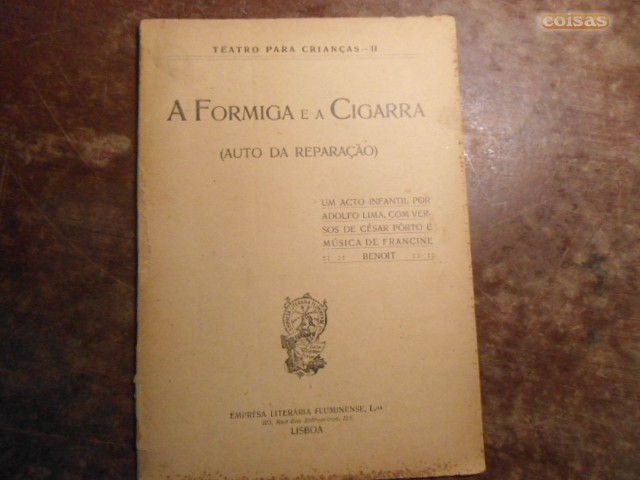 coisas
TEATRO PARA CRIANÇAS—II
A FORMIGA E A CIGARRA
(AUTO DA REPARAÇÃO)
UM ACTO INFANTIL POR
ADOLFO LIMA, COM VER-
SOS DE CÉSAR PÔRTO E
MÚSICA DE FRANCINE
BENOIT
EMPRÊSA LITERÁRIA FLUMINENSE, L.da
LISBOA